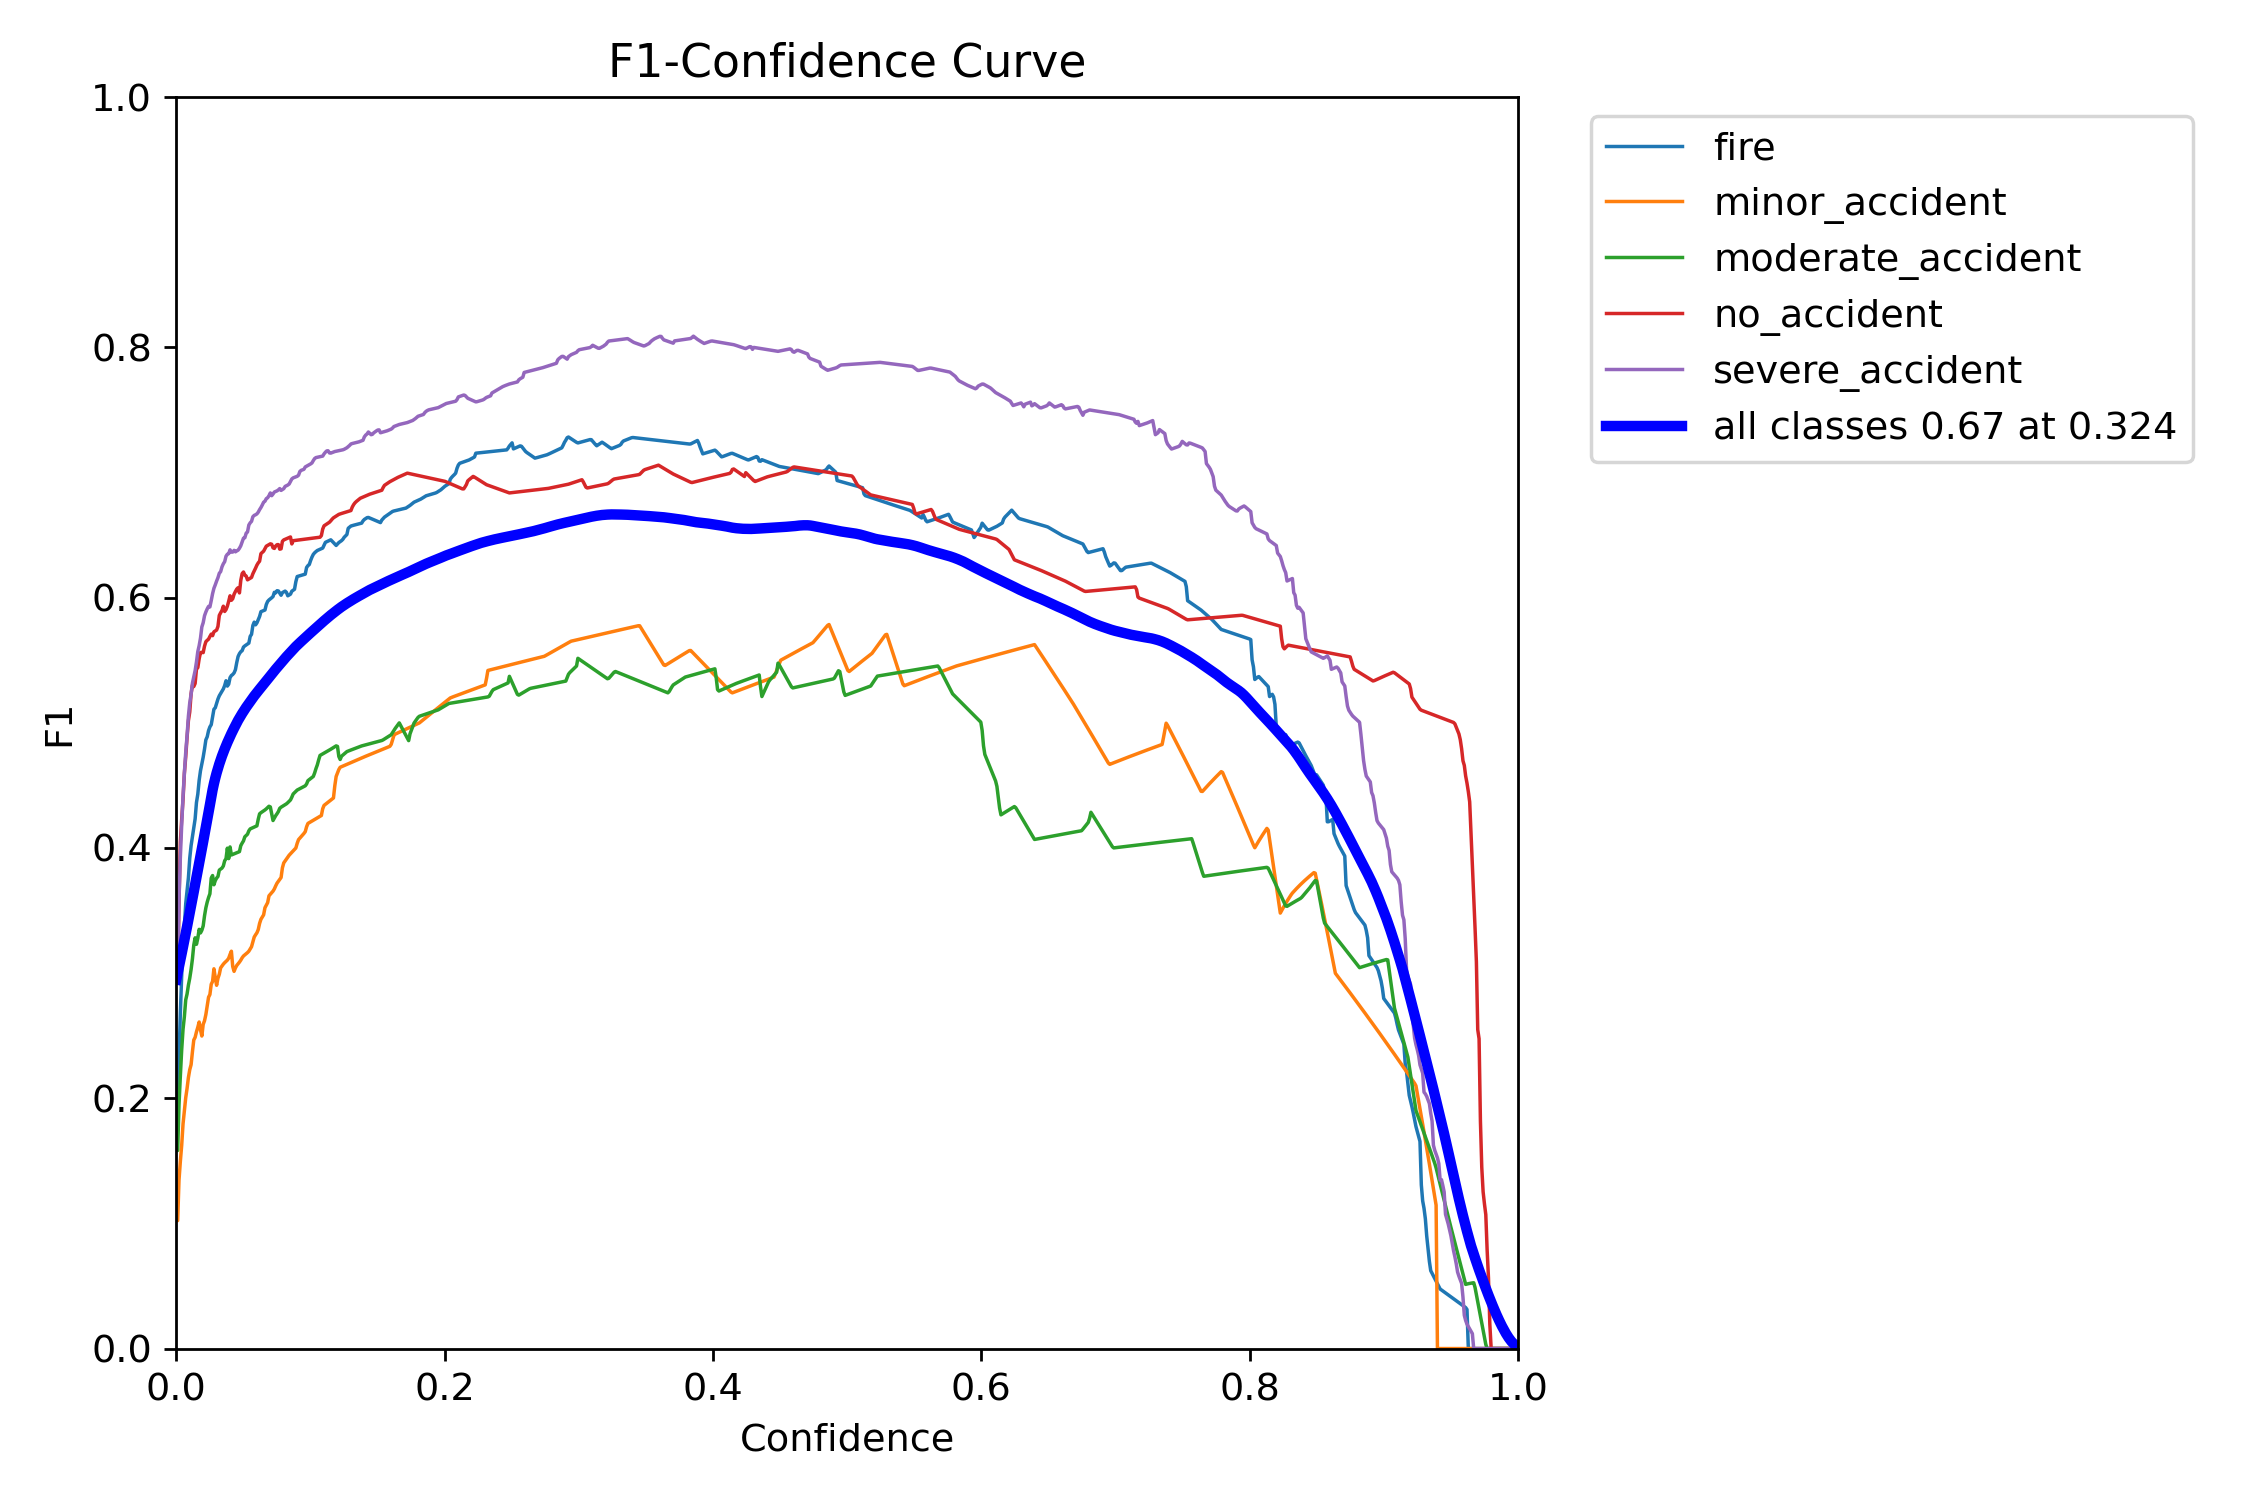 F1-Confidence Curve
1.0
0.8
0.6
0.4
0.2
0.0
F1
0.0 0.2 0.4 0.6 0.8 1.0
Confidence
fire
minor_accident
moderate_accident
no_accident
severe_accident
all classes 0.67 at 0.324